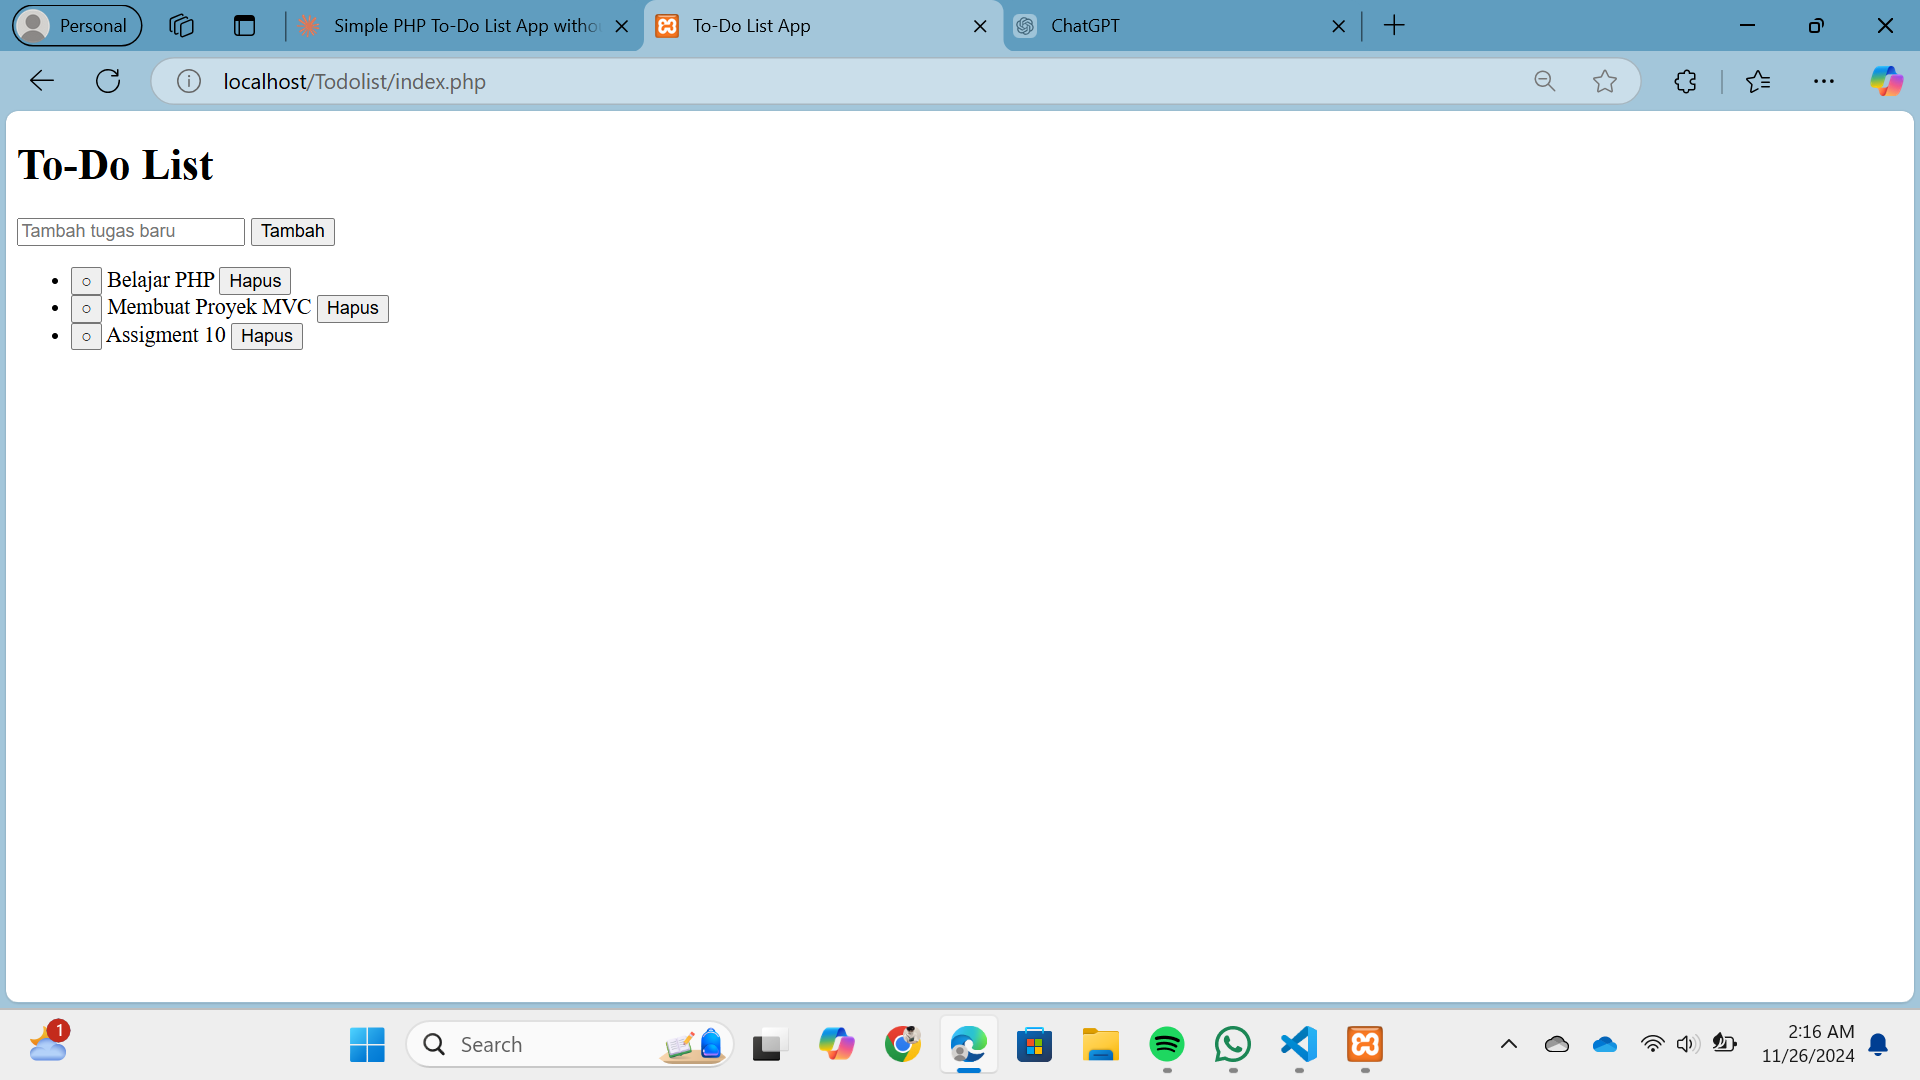 Personal
Simple PHP To-Do List App witho
To-Do List App
ChatGPT
localhost/Todolist/index.php
To-Do List
Tambah tugas baru Tambah
• ○ Belajar PHP Hapus
• ○ Membuat Proyek MVC Hapus
• ○ Assigment 10 Hapus
1
Search
2:16 AM
11/26/2024